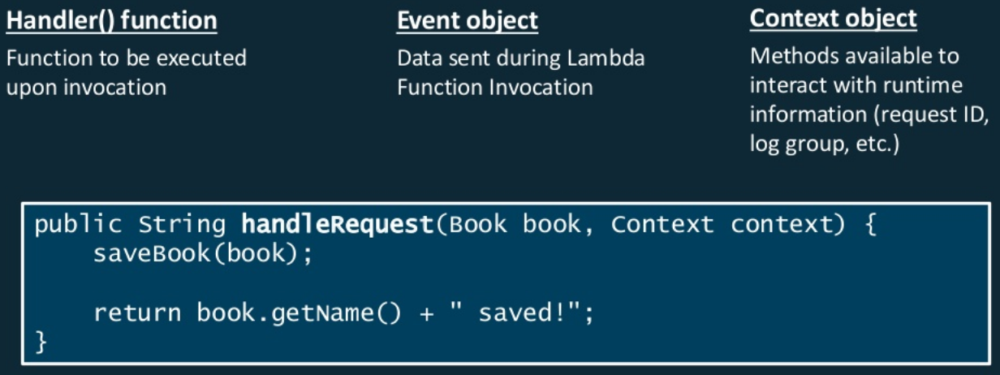 Handler() function
Function to be executed
upon invocation
Event object
Data sent during Lambda
Function Invocation
Context object
Methods available to
interact with runtime
information (request ID,
log group, etc.)
public String handleRequest(Book book, Context context) {
    saveBook(book);
    return book.getName() + " saved!";
}